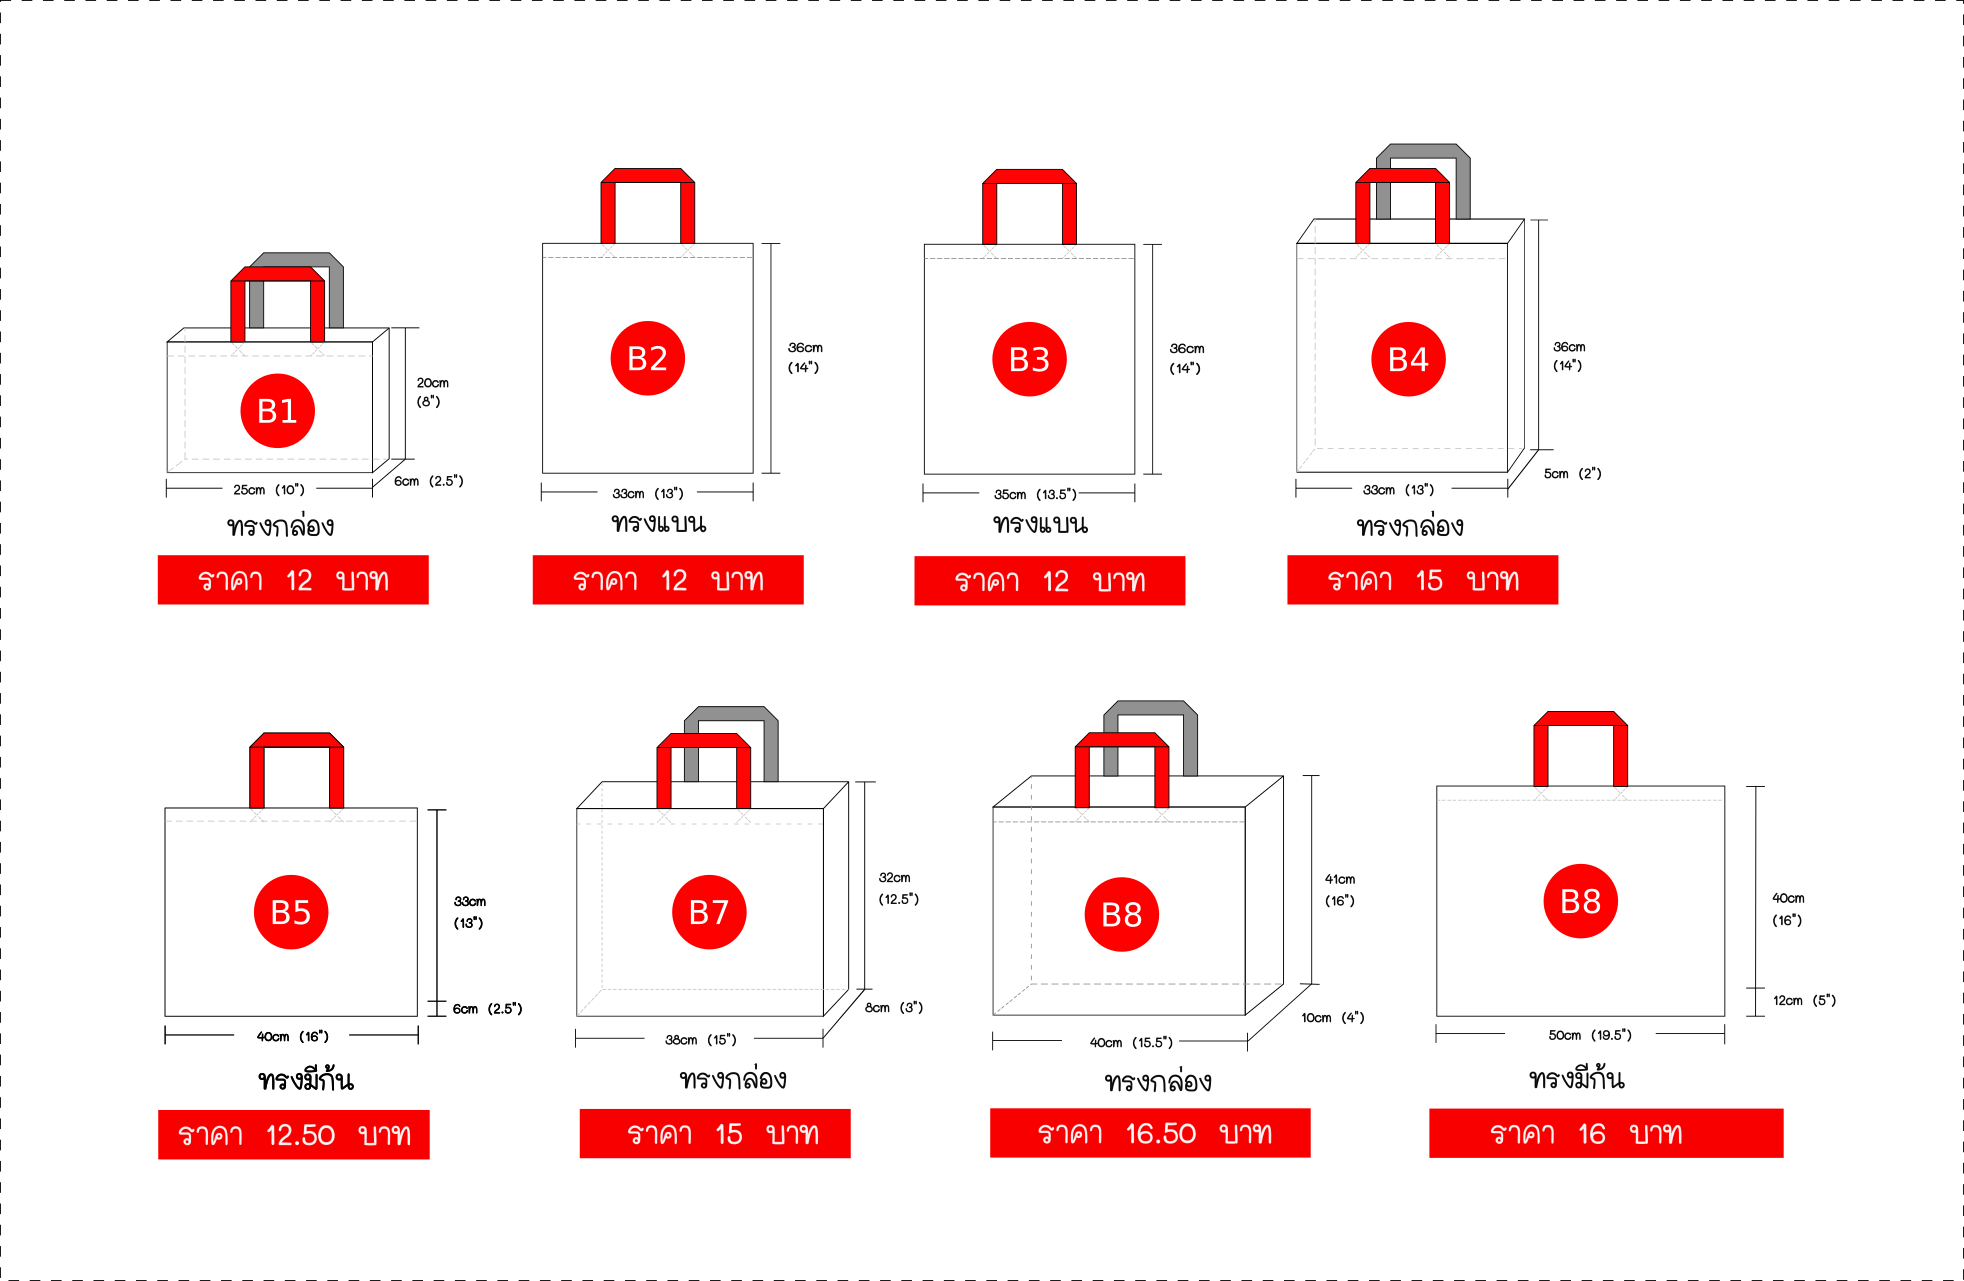 B1
20cm
(8")
6cm (2.5")
25cm (10")
ทรงกล่อง
ราคา 12 บาท
B2
36cm
(14")
33cm (13")
ทรงแบน
ราคา 12 บาท
B3
36cm
(14")
35cm (13.5")
ทรงแบน
ราคา 12 บาท
B4
36cm
(14")
5cm (2")
33cm (13")
ทรงกล่อง
ราคา 15 บาท
B5
33cm
(13")
6cm (2.5")
40cm (16")
ทรงมีก้น
ราคา 12.50 บาท
B7
32cm
(12.5")
8cm (3")
38cm (15")
ทรงกล่อง
ราคา 15 บาท
B8
41cm
(16")
10cm (4")
40cm (15.5")
ทรงกล่อง
ราคา 16.50 บาท
B8
40cm
(16")
12cm (5")
50cm (19.5")
ทรงมีก้น
ราคา 16 บาท